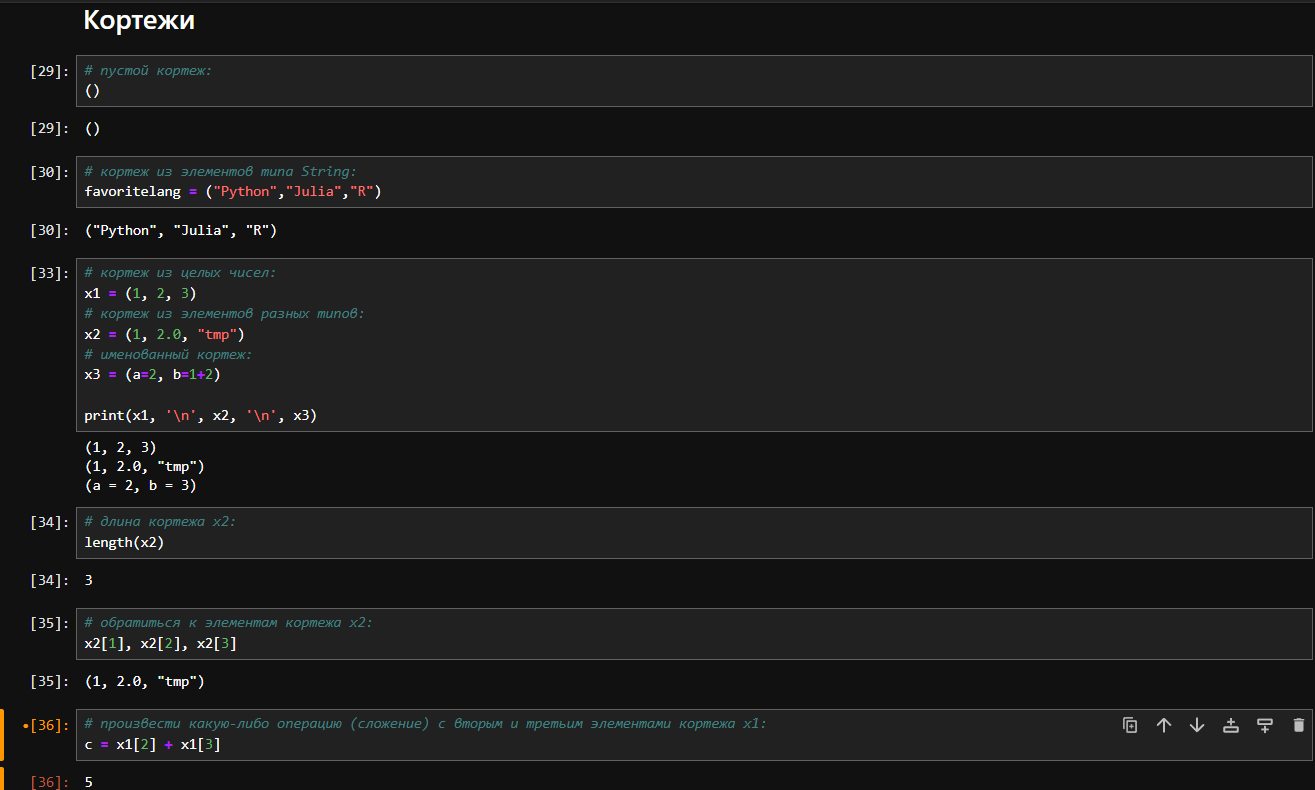 Кортежи
[29]: # пустой кортеж:
()
[29]: ()
[30]: # кортеж из элементов типа String:
favoritelang = ("Python","Julia","R")
[30]: ("Python", "Julia", "R")
[33]: # кортеж из целых чисел:
x1 = (1, 2, 3)
# кортеж из элементов разных типов:
x2 = (1, 2.0, "tmp")
# именованный кортеж:
x3 = (a=2, b=1+2)
print(x1, '\n', x2, '\n', x3)
(1, 2, 3)
(1, 2.0, "tmp")
(a = 2, b = 3)
[34]: # длина кортежа x2:
length(x2)
[34]: 3
[35]: # обратиться к элементам кортежа x2:
x2[1], x2[2], x2[3]
[35]: (1, 2.0, "tmp")
•[36]: # произвести какую-либо операцию (сложение) с вторым и третьим элементами кортежа x1:
c = x1[2] + x1[3]
[36]: 5